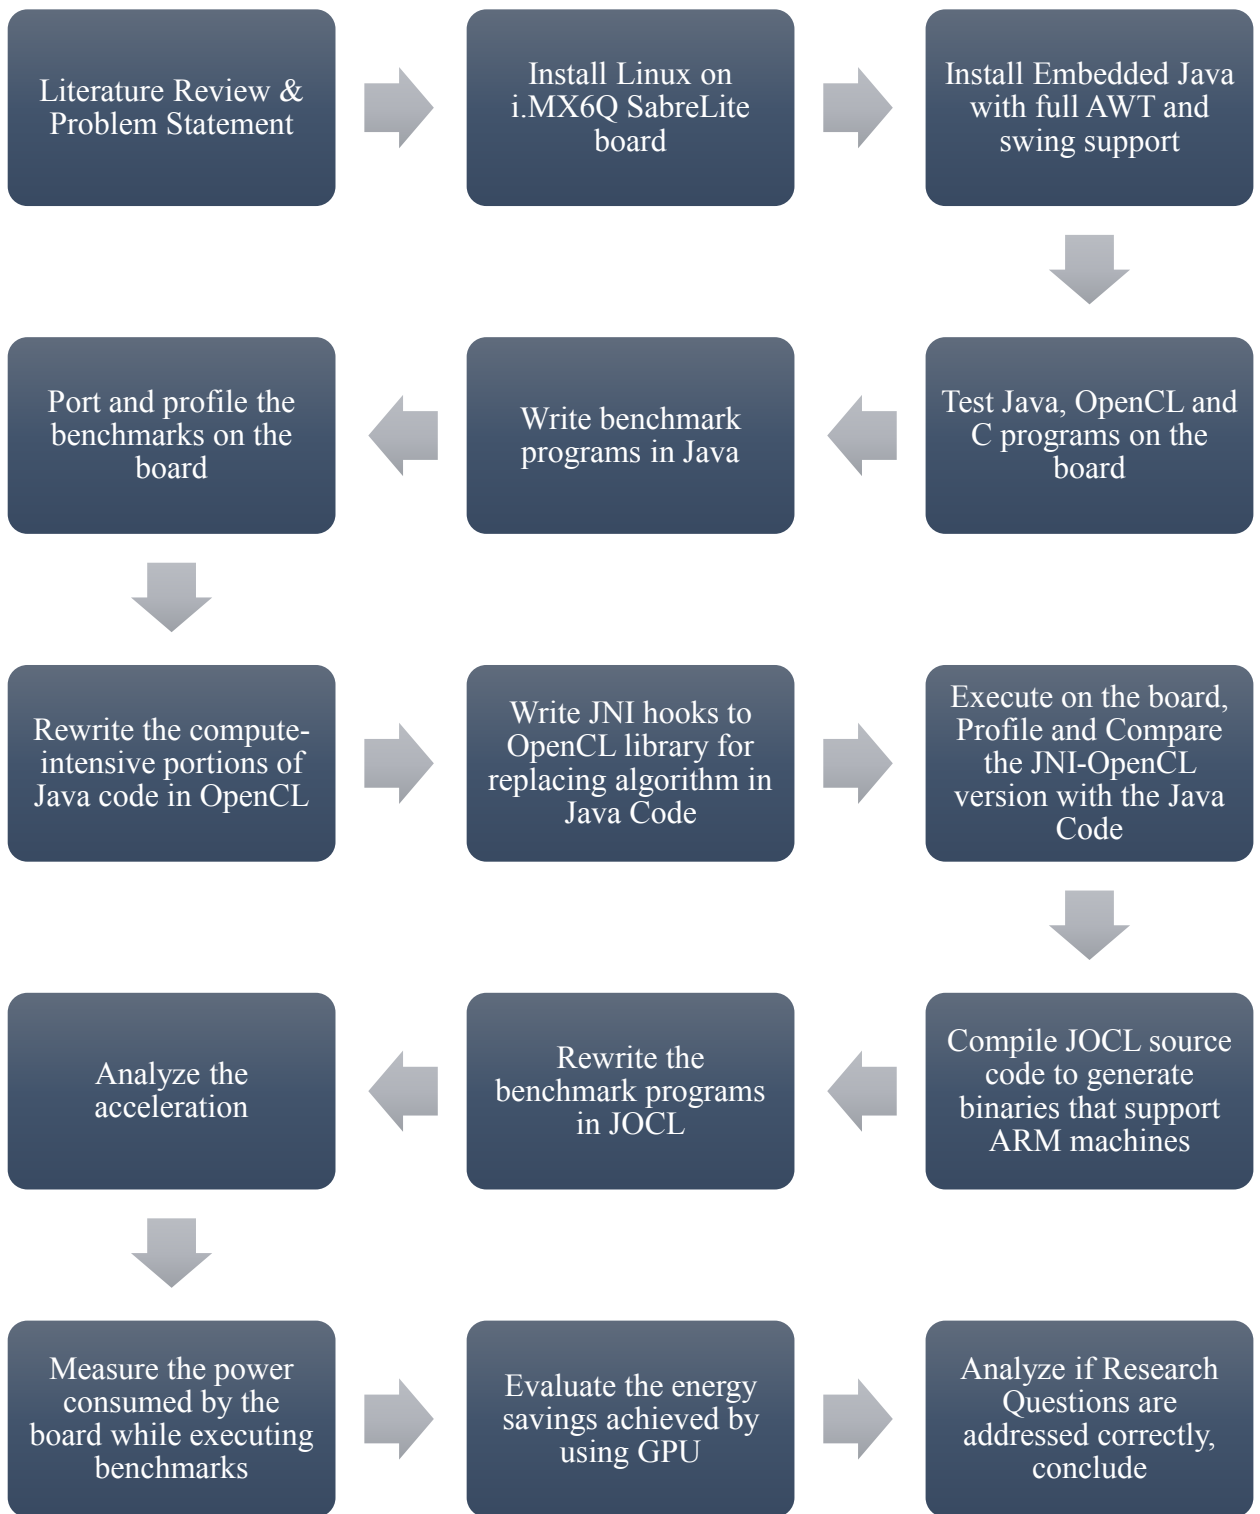 Literature Review &
Problem Statement
Install Linux on
i.MX6Q SabreLite
board
Install Embedded Java
with full AWT and
swing support
Test Java, OpenCL and
C programs on the
board
Write benchmark
programs in Java
Port and profile the
benchmarks on the
board
Rewrite the compute-
intensive portions of
Java code in OpenCL
Write JNI hooks to
OpenCL library for
replacing algorithm in
Java Code
Execute on the board,
Profile and Compare
the JNI-OpenCL
version with the Java
Code
Compile JOCL source
code to generate
binaries that support
ARM machines
Rewrite the
benchmark programs
in JOCL
Analyze the
acceleration
Measure the power
consumed by the
board while executing
benchmarks
Evaluate the energy
savings achieved by
using GPU
Analyze if Research
Questions are
addressed correctly,
conclude